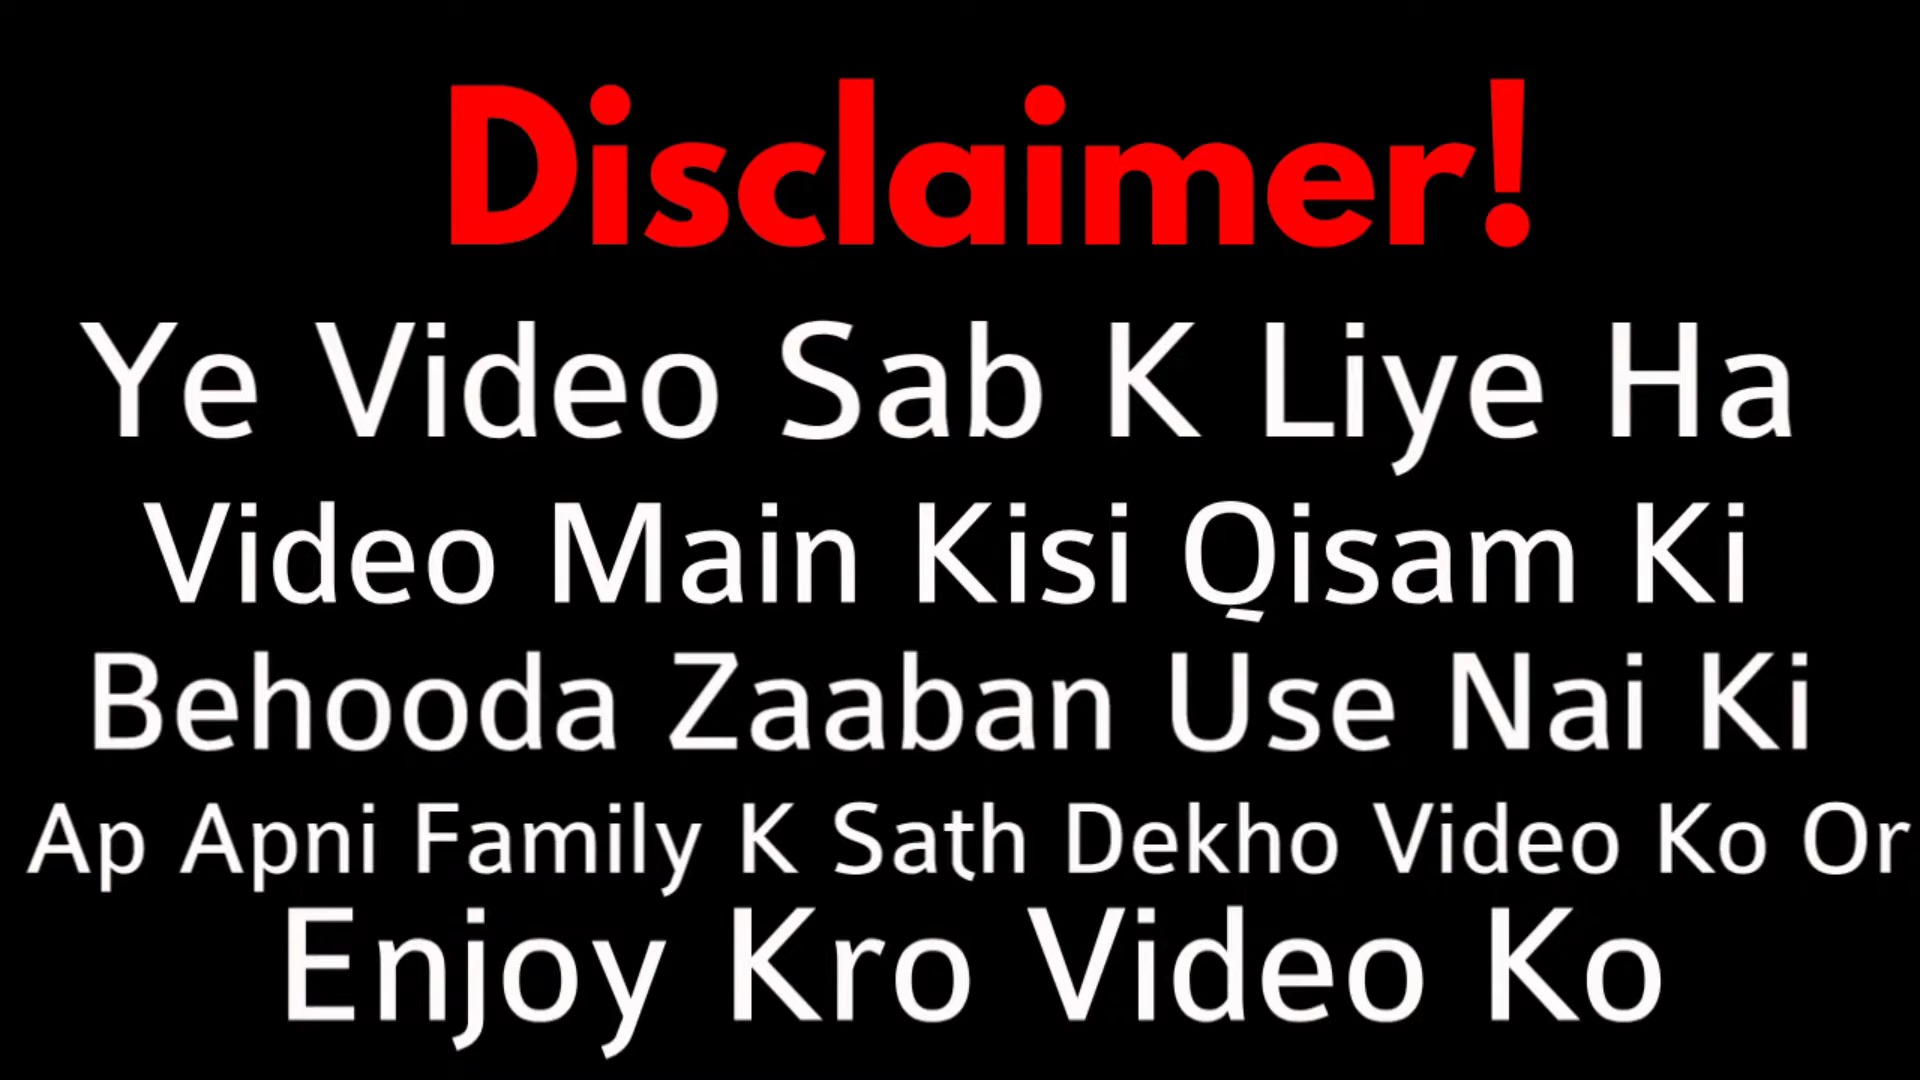 Disclaimer!
Ye Video Sab K Liye Ha
Video Main Kisi Qisam Ki
Behooda Zaaban Use Nai Ki
Ap Apni Family K Sath Dekho Video Ko Or
Enjoy Kro Video Ko